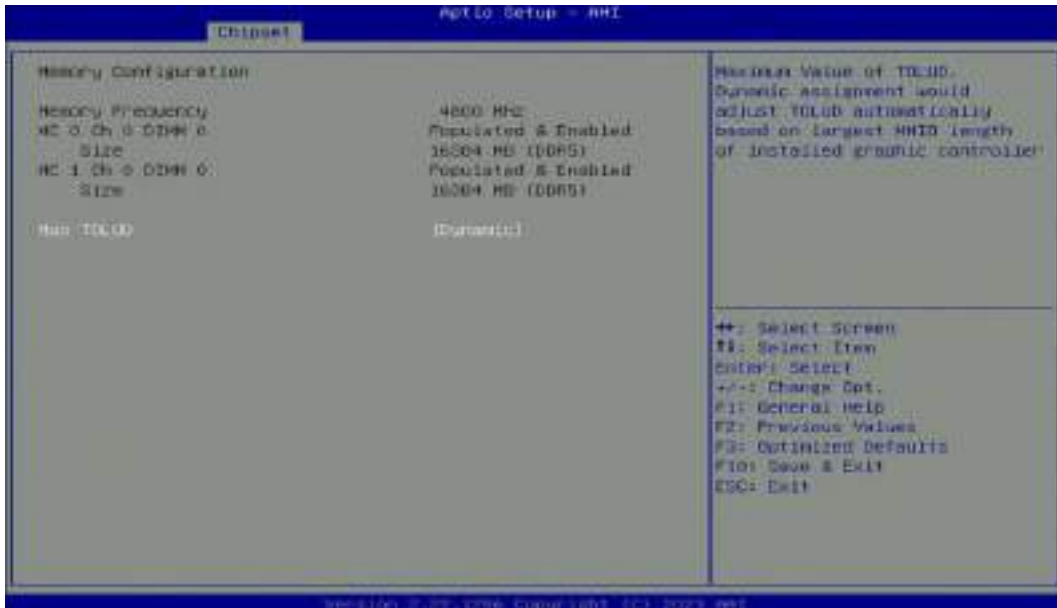 Aptio Setup - AMI
Chipset
Memory Configuration
Memory Frequency 4800 MHz
MC 0 Ch 0 DIMM 0 Populated & Enabled
Size 16384 MB (DDR5)
MC 1 Ch 0 DIMM 0 Populated & Enabled
Size 16384 MB (DDR5)
Max TOLUD [Dynamic]
Maximum Value of TOLUD.
Dynamic assignment would
adjust TOLUD automatically
based on largest MMIO length
of installed graphic controller
++: Select Screen
↑↓: Select Item
Enter: Select
+/-: Change Opt.
F1: General Help
F2: Previous Values
F3: Optimized Defaults
F10: Save & Exit
ESC: Exit
Version Copyright (C) 2023 AMI